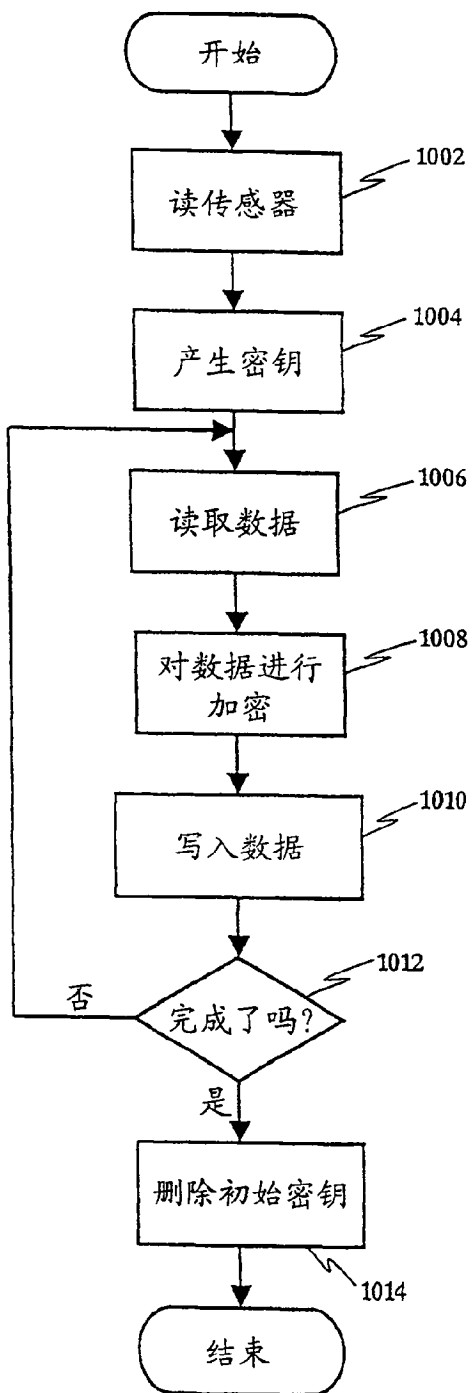 开始
1002
读传感器
1004
产生密钥
1006
读取数据
1008
对数据进行
加密
1010
写入数据
1012
否
完成了吗?
是
删除初始密钥
1014
结束